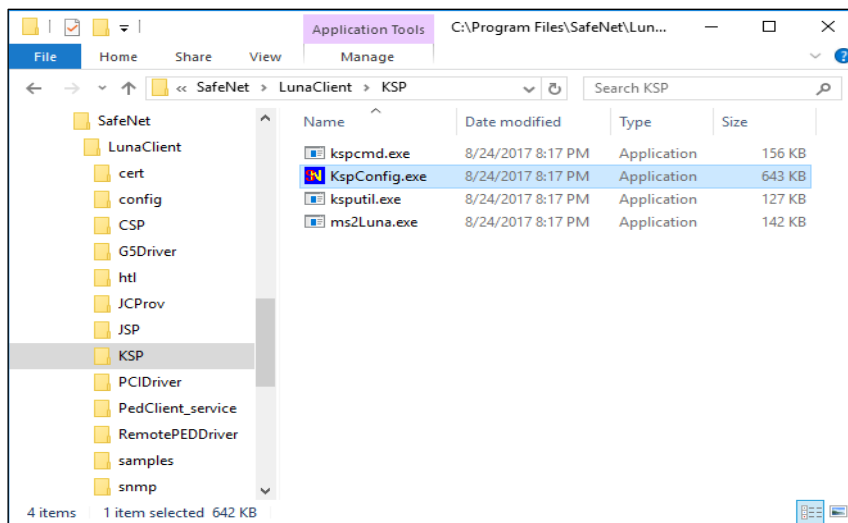 Application Tools C:\Program Files\SafeNet\Lun...
File Home Share View Manage
« SafeNet > LunaClient > KSP Search KSP
SafeNet
LunaClient
cert
config
CSP
G5Driver
htl
JCProv
JSP
KSP
PCIDriver
PedClient_service
RemotePEDDriver
samples
snmp
Name Date modified Type Size
kspcmd.exe 8/24/2017 8:17 PM Application 156 KB
KspConfig.exe 8/24/2017 8:17 PM Application 643 KB
ksputil.exe 8/24/2017 8:17 PM Application 127 KB
ms2Luna.exe 8/24/2017 8:17 PM Application 142 KB
4 items 1 item selected 642 KB